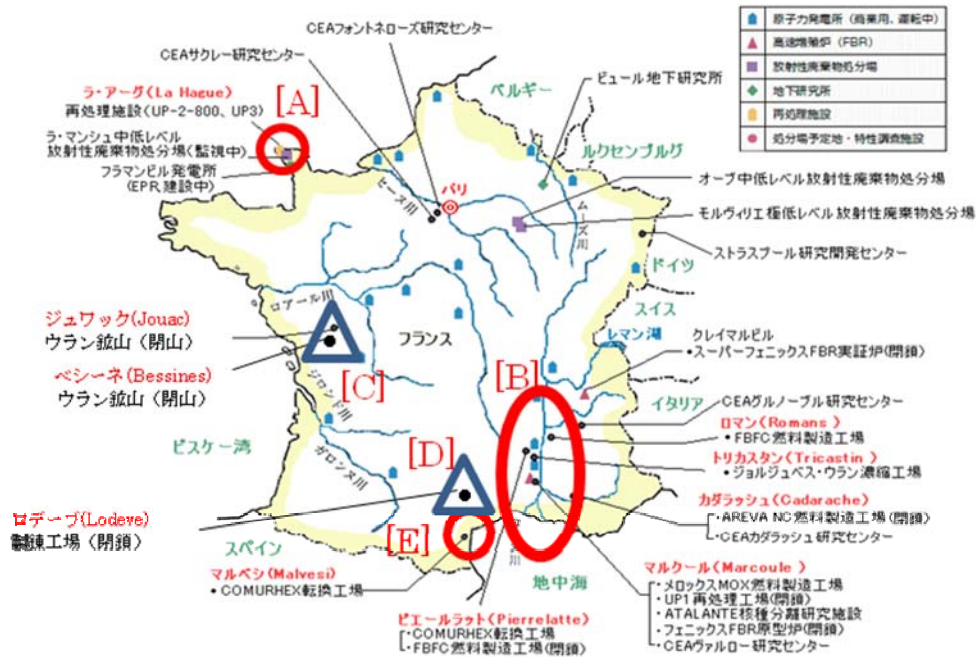 CEAフォントネローズ研究センター
CEAサクレー研究センター
原子力発電所（商業用、運転中）
高速増殖炉（FBR）
放射性廃棄物処分場
地下研究所
再処理施設
処分場予定地・特性調査施設
ラ・アーグ(La Hague)
再処理施設(UP-2-800、UP3)
[A]
ラ・マンシュ中低レベル
放射性廃棄物処分場(監視中)
フラマンビル発電所
(EPR建設中)
ビュール地下研究所
ベルギー
ルクセンブルグ
オーブ中低レベル放射性廃棄物処分場
モルヴィリエ極低レベル放射性廃棄物処分場
パリ
セーヌ川
ムーズ川
ストラスブール研究開発センター
ドイツ
スイス
ロアール川
フランス
レマン湖
ジュワック(Jouac)
ウラン鉱山（閉山）
ベシーネ(Bessines)
ウラン鉱山（閉山）
[C]
[B]
クレイマルビル
•スーパーフェニックスFBR実証炉(閉鎖)
イタリア
CEAグルノーブル研究センター
ロマン(Romans)
•FBFC燃料製造工場
トリカスタン(Tricastin)
•ジョルジュベス・ウラン濃縮工場
ジロンド川
ガロンヌ川
ビスケー湾
[D]
カダラッシュ(Cadarache)
・AREVA NC燃料製造工場(閉鎖)
・CEAカダラッシュ研究センター
ロデーブ(Lodeve)
製錬工場（閉鎖）
スペイン
[E]
マルベシ(Malvesi)
•COMURHEX転換工場
地中海
マルクール(Marcoule)
・メロックスMOX燃料製造工場
・UP1再処理工場(閉鎖)
・ATALANTE核種分離研究施設
・フェニックスFBR原型炉(閉鎖)
・CEAヴァルロー研究センター
ピエールラット(Pierrelatte)
・COMURHEX転換工場
・FBFC燃料製造工場(閉鎖)